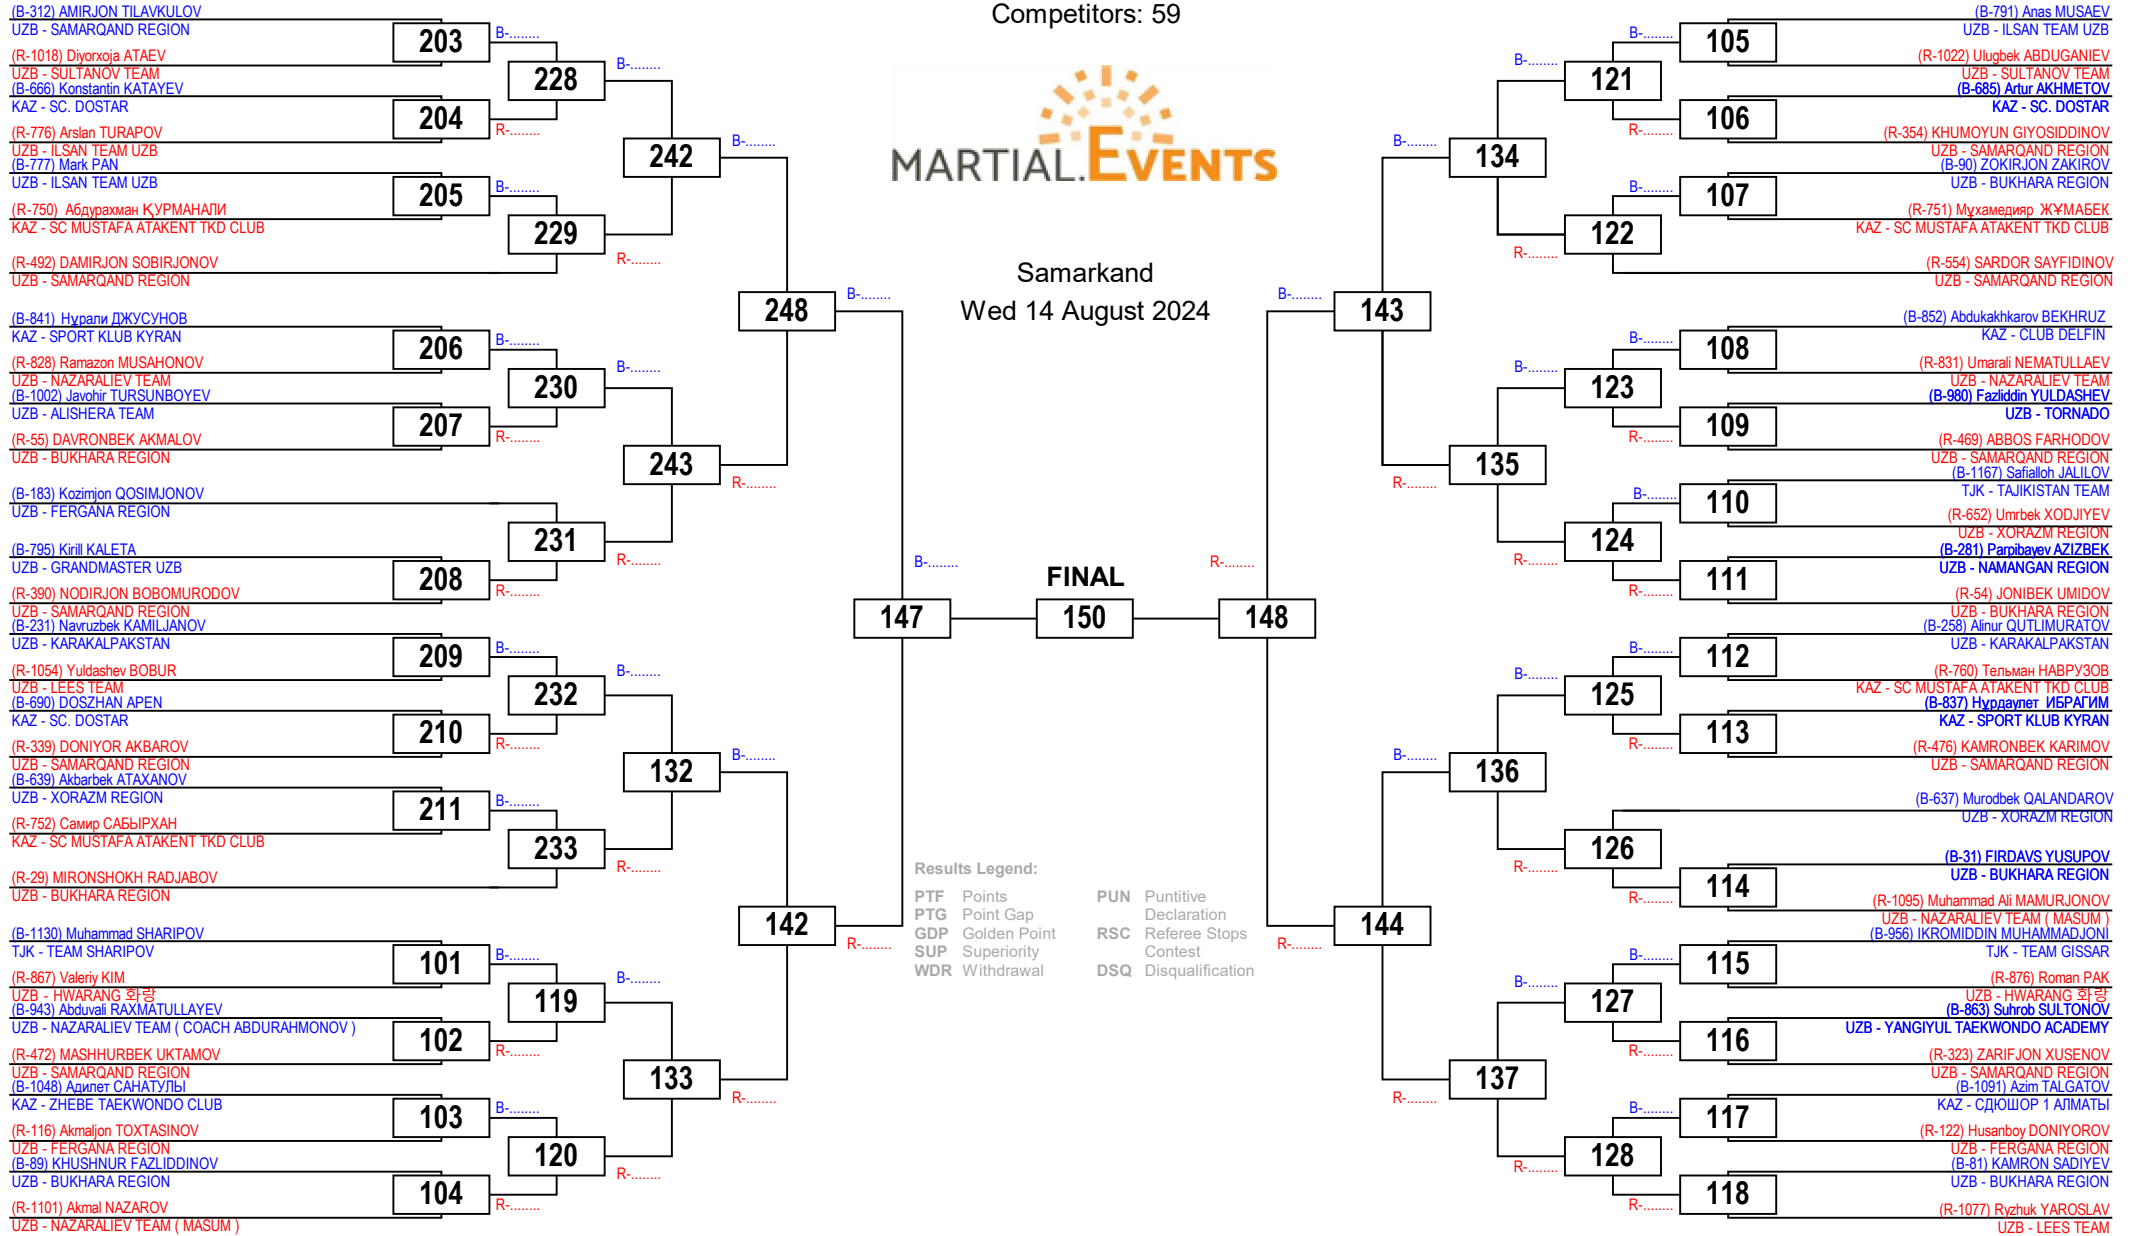 Competitors: 59
MARTIAL.EVENTS
Samarkand
Wed 14 August 2024
(B-312) AMIRJON TILAVKULOV
UZB - SAMARQAND REGION
203
(R-1018) Diyorxoja ATAEV
UZB - SULTANOV TEAM
(B-666) Konstantin KATAYEV
KAZ - SC. DOSTAR
204
(R-776) Arslan TURAPOV
UZB - ILSAN TEAM UZB
(B-777) Mark PAN
UZB - ILSAN TEAM UZB
205
(R-750) Абдурахман ҚУРМАНАЛИ
KAZ - SC MUSTAFA ATAKENT TKD CLUB
(R-492) DAMIRJON SOBIRJONOV
UZB - SAMARQAND REGION
(B-841) Нұрали ДЖУСУНОВ
KAZ - SPORT KLUB KYRAN
206
(R-828) Ramazon MUSAHONOV
UZB - NAZARALIEV TEAM
(B-1002) Javohir TURSUNBOYEV
UZB - ALISHERA TEAM
207
(R-55) DAVRONBEK AKMALOV
UZB - BUKHARA REGION
(B-183) Kozimjon QOSIMJONOV
UZB - FERGANA REGION
(B-795) Kirill KALETA
UZB - GRANDMASTER UZB
208
(R-390) NODIRJON BOBOMURODOV
UZB - SAMARQAND REGION
(B-231) Navruzbek KAMILJANOV
UZB - KARAKALPAKSTAN
209
(R-1054) Yuldashev BOBUR
UZB - LEES TEAM
(B-690) DOSZHAN APEN
KAZ - SC. DOSTAR
210
(R-339) DONIYOR AKBAROV
UZB - SAMARQAND REGION
(B-639) Akbarbek ATAXANOV
UZB - XORAZM REGION
211
(R-752) Самир САБЫРХАН
KAZ - SC MUSTAFA ATAKENT TKD CLUB
(R-29) MIRONSHOKH RADJABOV
UZB - BUKHARA REGION
(B-1130) Muhammad SHARIPOV
TJK - TEAM SHARIPOV
101
(R-867) Valeriy KIM
UZB - HWARANG 화랑
(B-943) Abduvali RAXMATULLAYEV
UZB - NAZARALIEV TEAM ( COACH ABDURAHMONOV )
102
(R-472) MASHHURBEK UKTAMOV
UZB - SAMARQAND REGION
(B-1048) Адилет САНАТУЛЫ
KAZ - ZHEBE TAEKWONDO CLUB
103
(R-116) Akmaljon TOXTASINOV
UZB - FERGANA REGION
(B-89) KHUSHNUR FAZLIDDINOV
UZB - BUKHARA REGION
104
(R-1101) Akmal NAZAROV
UZB - NAZARALIEV TEAM ( MASUM )
B-........
228
R-........
B-........
229
B-........
230
R-........
231
R-........
B-........
232
R-........
B-........
233
B-........
119
R-........
B-........
120
R-........
B-........
242
R-........
B-........
243
R-........
B-........
132
R-........
B-........
133
R-........
B-........
248
R-........
B-........
142
R-........
B-........
147
R-........
B-........
FINAL
150
R-........
148
Results Legend:
PTF Points
PTG Point Gap
GDP Golden Point
SUP Superiority
WDR Withdrawal
PUN Puntitive
Declaration
RSC Referee Stops
Contest
DSQ Disqualification
B-........
143
R-........
144
B-........
134
R-........
135
B-........
136
R-........
137
B-........
121
R-........
122
B-........
123
R-........
124
B-........
125
R-........
126
B-........
127
R-........
128
B-........
R-........
B-........
B-........
R-........
B-........
R-........
B-........
R-........
R-........
B-........
R-........
B-........
R-........
(B-791) Anas MUSAEV
UZB - ILSAN TEAM UZB
105
(R-1022) Ulugbek ABDUGANIEV
UZB - SULTANOV TEAM
(B-685) Artur AKHMETOV
KAZ - SC. DOSTAR
106
(R-354) KHUMOYUN GIYOSIDDINOV
UZB - SAMARQAND REGION
(B-90) ZOKIRJON ZAKIROV
UZB - BUKHARA REGION
107
(R-751) Мұхамедияр ЖҰМАБЕК
KAZ - SC MUSTAFA ATAKENT TKD CLUB
(R-554) SARDOR SAYFIDINOV
UZB - SAMARQAND REGION
(B-852) Abdukakhkarov BEKHRUZ
KAZ - CLUB DELFIN
108
(R-831) Umarali NEMATULLAEV
UZB - NAZARALIEV TEAM
(B-980) Fazliddin YULDASHEV
UZB - TORNADO
109
(R-469) ABBOS FARHODOV
UZB - SAMARQAND REGION
(B-1167) Safialloh JALILOV
TJK - TAJIKISTAN TEAM
110
(R-652) Umrbek XODJIYEV
UZB - XORAZM REGION
(B-281) Parpibayev AZIZBEK
UZB - NAMANGAN REGION
111
(R-54) JONIBEK UMIDOV
UZB - BUKHARA REGION
(B-258) Alinur QUTLIMURATOV
UZB - KARAKALPAKSTAN
112
(R-760) Тельман НАВРУЗОВ
KAZ - SC MUSTAFA ATAKENT TKD CLUB
(B-837) Нұрдаулет ИБРАГИМ
KAZ - SPORT KLUB KYRAN
113
(R-476) KAMRONBEK KARIMOV
UZB - SAMARQAND REGION
(B-637) Murodbek QALANDAROV
UZB - XORAZM REGION
(B-31) FIRDAVS YUSUPOV
UZB - BUKHARA REGION
114
(R-1095) Muhammad Ali MAMURJONOV
UZB - NAZARALIEV TEAM ( MASUM )
(B-956) IKROMIDDIN MUHAMMADJONI
TJK - TEAM GISSAR
115
(R-876) Roman PAK
UZB - HWARANG 화랑
(B-863) Suhrob SULTONOV
UZB - YANGIYUL TAEKWONDO ACADEMY
116
(R-323) ZARIFJON XUSENOV
UZB - SAMARQAND REGION
(B-1091) Azim TALGATOV
KAZ - СДЮШОР 1 АЛМАТЫ
117
(R-122) Husanboy DONIYOROV
UZB - FERGANA REGION
(B-81) KAMRON SADIYEV
UZB - BUKHARA REGION
118
(R-1077) Ryzhuk YAROSLAV
UZB - LEES TEAM